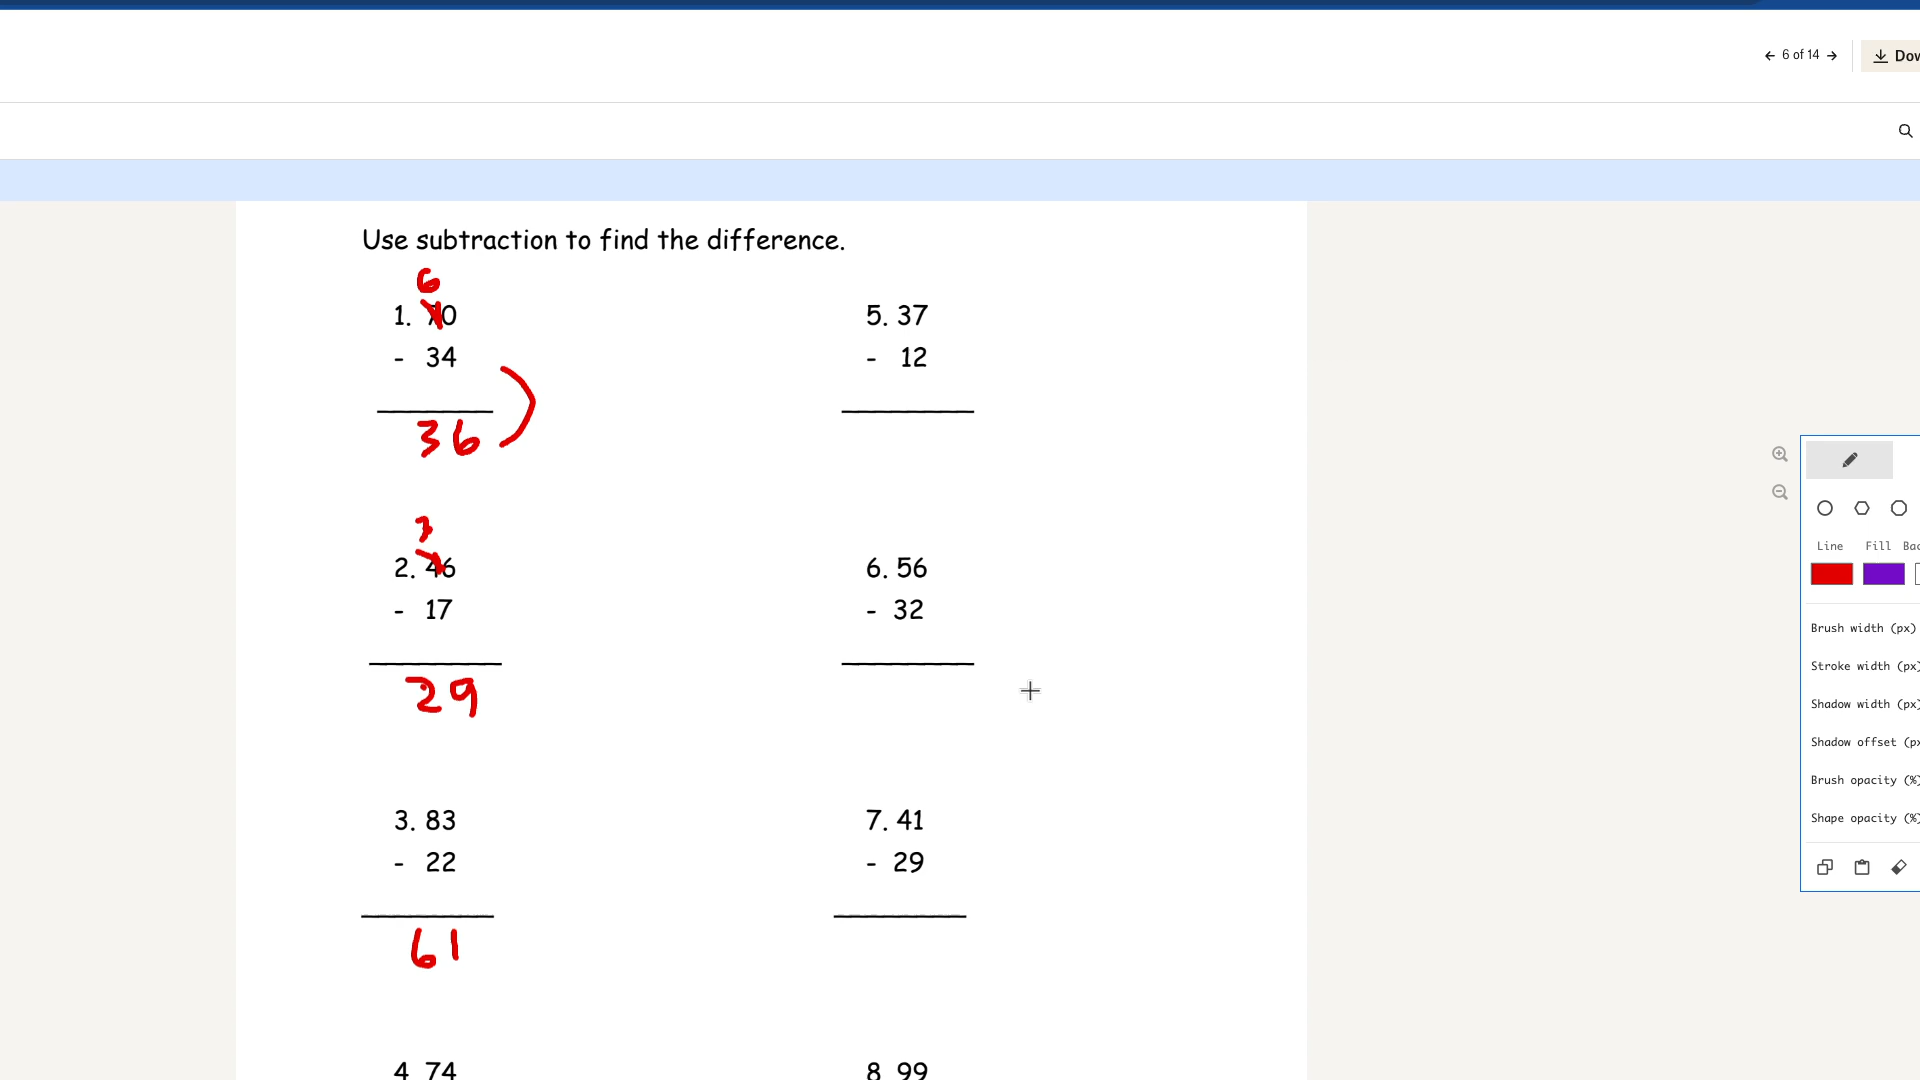 6 of 14
Use subtraction to find the difference.
6
1. 70
- 34
36
5. 37
- 12
3
2. 46
- 17
29
6. 56
- 32
3. 83
- 22
61
7. 41
- 29
4. 74
8. 99
Line Fill
Brush width (px)
Stroke width (px)
Shadow width (px)
Shadow offset (px
Brush opacity (%)
Shape opacity (%)